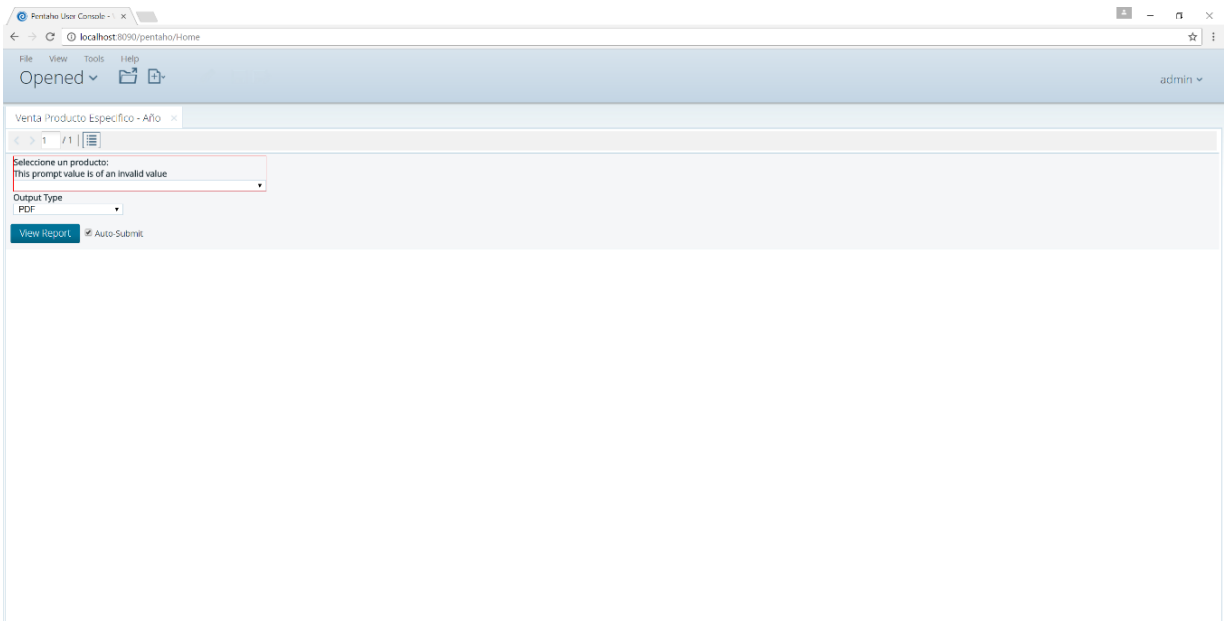 Pentaho User Console -
localhost:8090/pentaho/Home
File View Tools Help
Opened
admin
Venta Producto Especifico - Año
1 / 1
Seleccione un producto:
This prompt value is of an invalid value
Output Type
PDF
View Report Auto-Submit